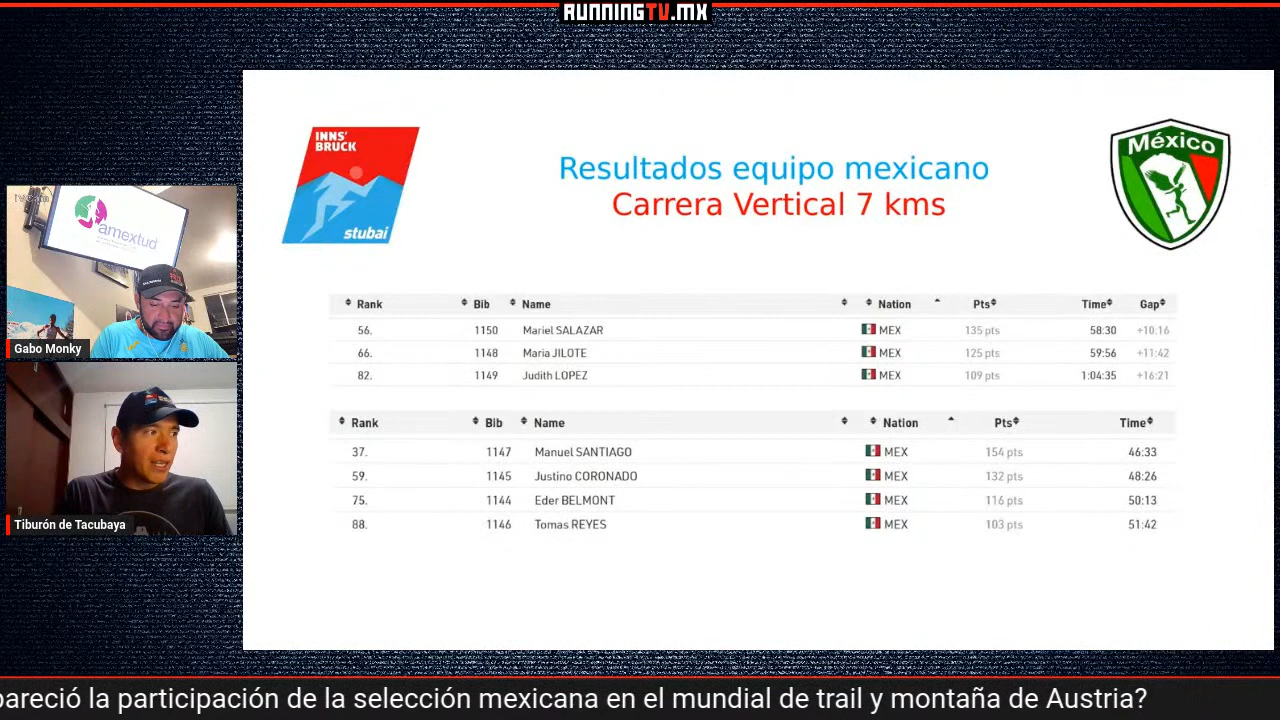 RUNNINGTV.MX
INNS'
BRUCK
stubai
Resultados equipo mexicano
Carrera Vertical 7 kms
México
amextud
Gabo Monky
Tiburón de Tacubaya
Rank Bib Name Nation Pts Time Gap
56. 1150 Mariel SALAZAR MEX 135 pts 58:30 +10:16
66. 1148 Maria JILOTE MEX 125 pts 59:56 +11:42
82. 1149 Judith LOPEZ MEX 109 pts 1:04:35 +16:21
Rank Bib Name Nation Pts Time
37. 1147 Manuel SANTIAGO MEX 154 pts 46:33
59. 1145 Justino CORONADO MEX 132 pts 48:26
75. 1144 Eder BELMONT MEX 116 pts 50:13
88. 1146 Tomas REYES MEX 103 pts 51:42
pareció la participación de la selección mexicana en el mundial de trail y montaña de Austria?